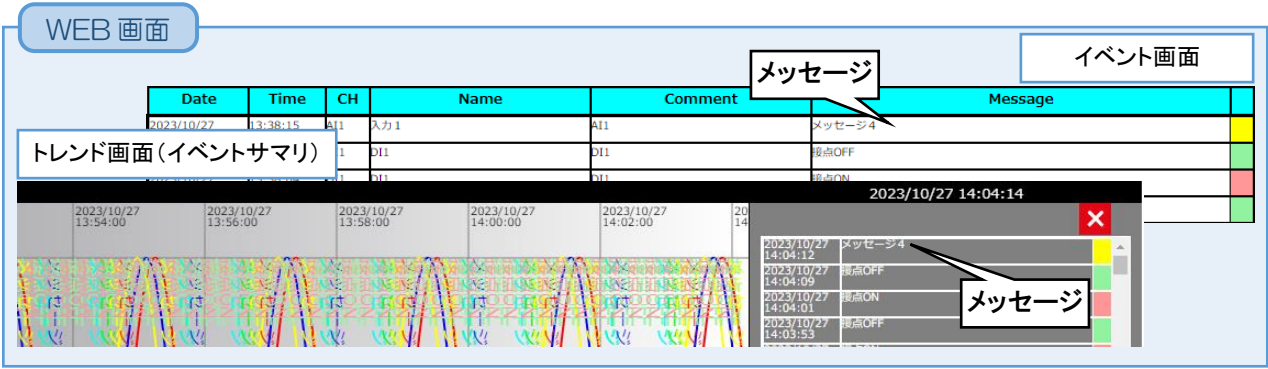 WEB 画面
イベント画面
メッセージ
Date Time CH Name Comment Message
2023/10/27 13:38:15 AI1 入力1 AI1 メッセージ4
トレンド画面(イベントサマリ)
DI1 DI1 接点OFF
DI1 DI1 接点ON
2023/10/27 14:04:14
2023/10/27 2023/10/27 2023/10/27 2023/10/27 2023/10/27
13:54:00 13:56:00 13:58:00 14:00:00 14:02:00
2023/10/27 メッセージ4
14:04:12
2023/10/27 接点OFF
14:04:09
2023/10/27 接点ON
14:04:01
メッセージ
2023/10/27 接点OFF
14:03:53